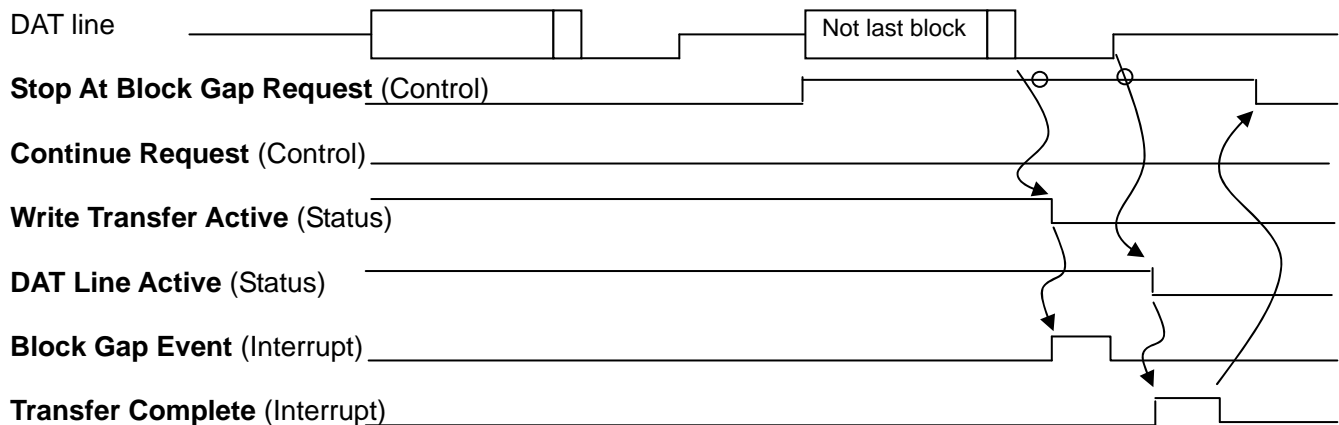 DAT line
Not last block
Stop At Block Gap Request (Control)
Continue Request (Control)
Write Transfer Active (Status)
DAT Line Active (Status)
Block Gap Event (Interrupt)
Transfer Complete (Interrupt)